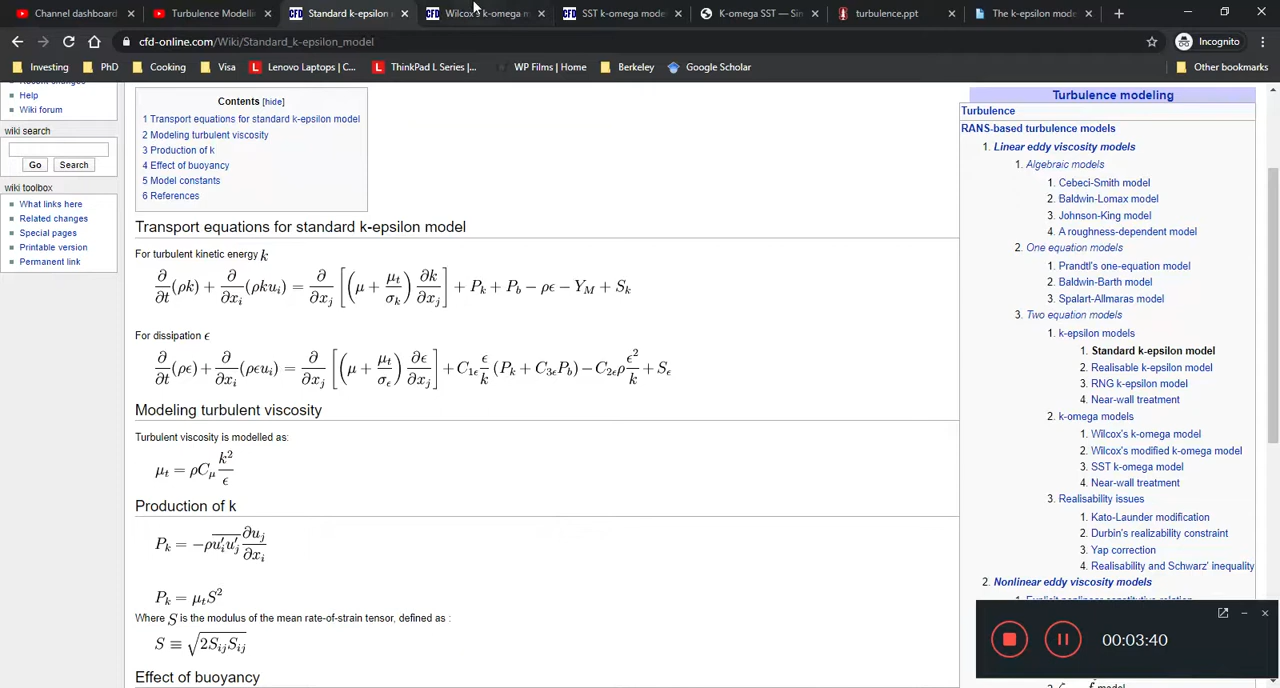 Channel dashboard
Turbulence Modelli
Standard k-epsilon
Wilcox's k-omega m
SST k-omega mode
K-omega SST — Sin
turbulence.ppt
The k-epsilon mode
cfd-online.com/Wiki/Standard_k-epsilon_model
Incognito
Investing
PhD
Cooking
Visa
Lenovo Laptops | C...
ThinkPad L Series |...
WP Films | Home
Berkeley
Google Scholar
Other bookmarks
Help
Wiki forum
wiki search
Go
Search
wiki toolbox
What links here
Related changes
Special pages
Printable version
Permanent link
Contents [hide]
1 Transport equations for standard k-epsilon model
2 Modeling turbulent viscosity
3 Production of k
4 Effect of buoyancy
5 Model constants
6 References
Transport equations for standard k-epsilon model
For turbulent kinetic energy k
∂/∂t (ρk) + ∂/∂x_i (ρku_i) = ∂/∂x_j [(μ + μ_t/σ_k) ∂k/∂x_j] + P_k + P_b − ρϵ − Y_M + S_k
For dissipation ϵ
∂/∂t (ρϵ) + ∂/∂x_i (ρϵu_i) = ∂/∂x_j [(μ + μ_t/σ_ϵ) ∂ϵ/∂x_j] + C_1ϵ ϵ/k (P_k + C_3ϵ P_b) − C_2ϵ ρ ϵ²/k + S_ϵ
Modeling turbulent viscosity
Turbulent viscosity is modelled as:
μ_t = ρC_μ k²/ϵ
Production of k
P_k = −ρ u′_i u′_j ∂u_j/∂x_i
P_k = μ_t S²
Where S is the modulus of the mean rate-of-strain tensor, defined as :
S ≡ √(2S_ij S_ij)
Effect of buoyancy
Turbulence modeling
Turbulence
RANS-based turbulence models
1. Linear eddy viscosity models
1. Algebraic models
1. Cebeci-Smith model
2. Baldwin-Lomax model
3. Johnson-King model
4. A roughness-dependent model
2. One equation models
1. Prandtl's one-equation model
2. Baldwin-Barth model
3. Spalart-Allmaras model
3. Two equation models
1. k-epsilon models
1. Standard k-epsilon model
2. Realisable k-epsilon model
3. RNG k-epsilon model
4. Near-wall treatment
2. k-omega models
1. Wilcox's k-omega model
2. Wilcox's modified k-omega model
3. SST k-omega model
4. Near-wall treatment
3. Realisability issues
1. Kato-Launder modification
2. Durbin's realizability constraint
3. Yap correction
4. Realisability and Schwarz' inequality
2. Nonlinear eddy viscosity models
00:03:40